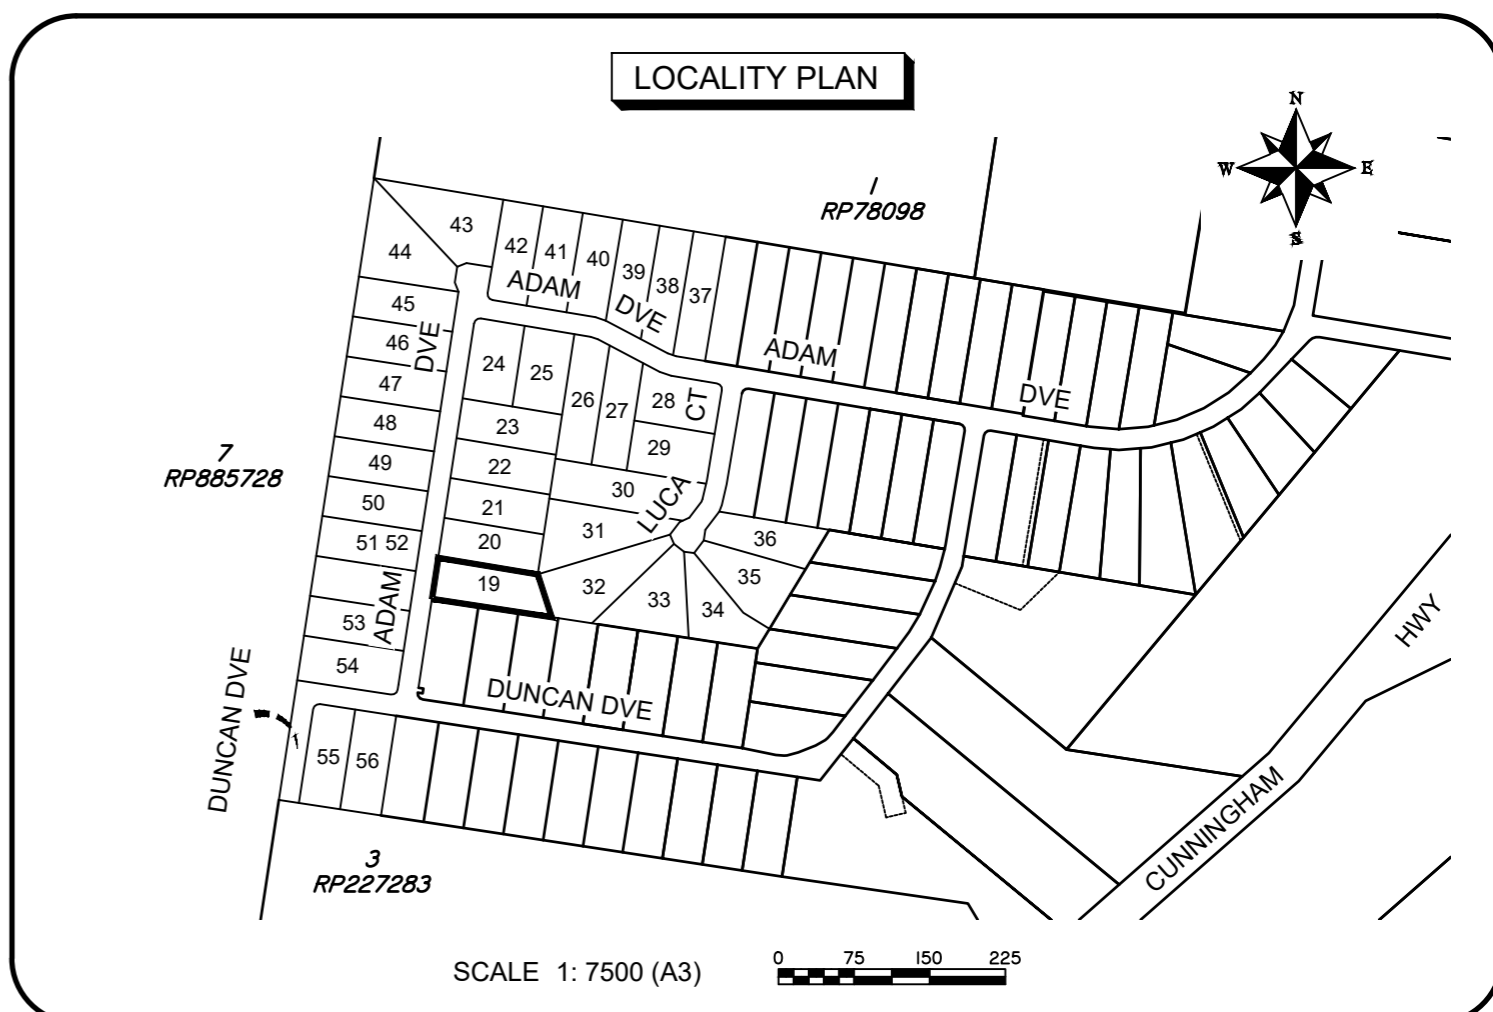 LOCALITY PLAN
N
W E
S
1
RP78098
43
44
42
41
40
39
38
37
ADAM
DVE
ADAM
DVE
45
46
47
48
49
50
51 52
53
54
DVE
ADAM
24
25
26
27
28
29
CT
LUCA
23
22
21
20
19
30
31
32
33
34
35
36
7
RP885728
DUNCAN DVE
DUNCAN DVE
55
56
HWY
CUNNINGHAM
3
RP227283
SCALE 1: 7500 (A3)
0 75 150 225